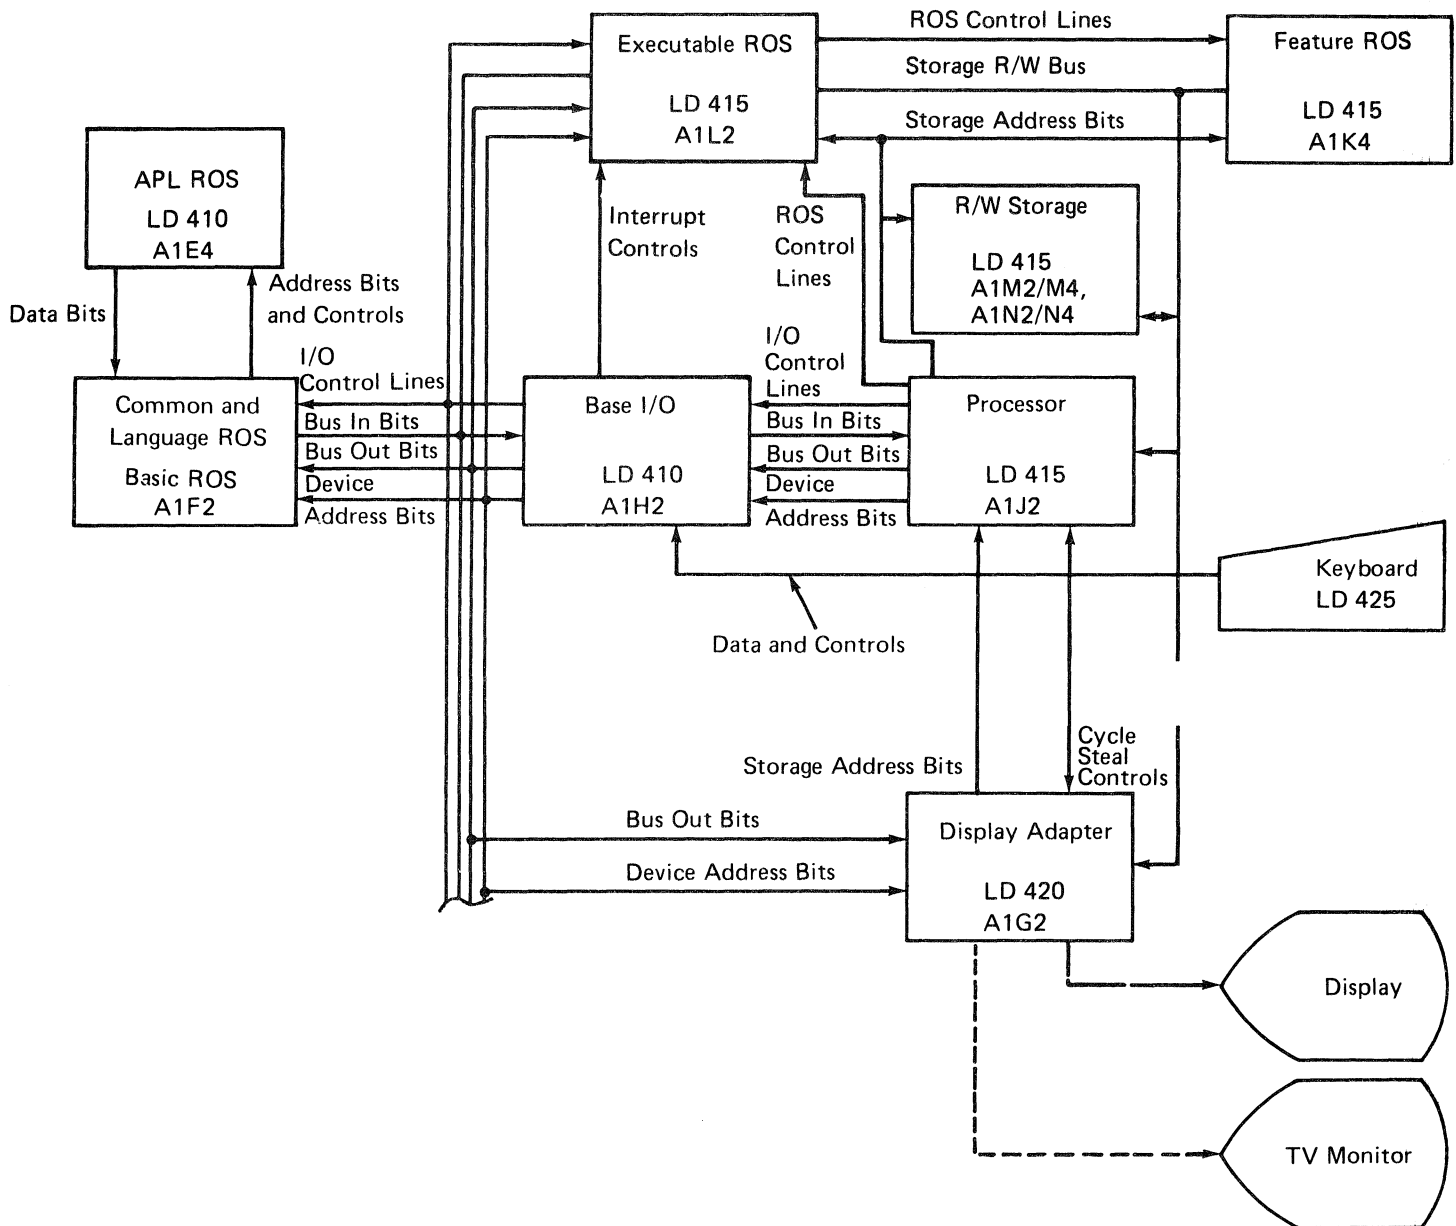 ROS Control Lines
Executable ROS
LD 415
A1L2
Storage R/W Bus
Storage Address Bits
Feature ROS
LD 415
A1K4
APL ROS
LD 410
A1E4
Interrupt
Controls
ROS
Control
Lines
R/W Storage
LD 415
A1M2/M4,
A1N2/N4
Data Bits
Address Bits
and Controls
I/O
Control Lines
Bus In Bits
Bus Out Bits
Device
Address Bits
Common and
Language ROS
Basic ROS
A1F2
Base I/O
LD 410
A1H2
I/O
Control
Lines
Bus In Bits
Bus Out Bits
Device
Address Bits
Processor
LD 415
A1J2
Keyboard
LD 425
Data and Controls
Storage Address Bits
Cycle
Steal
Controls
Bus Out Bits
Device Address Bits
Display Adapter
LD 420
A1G2
Display
TV Monitor